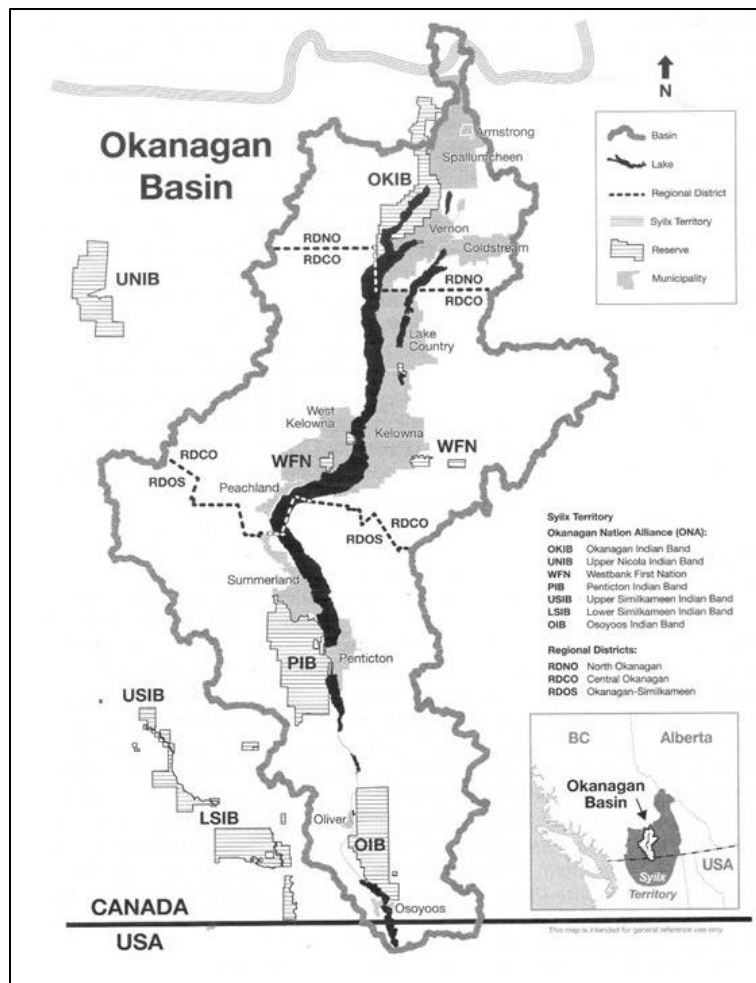 N
Okanagan
Basin
Basin
Lake
Regional District
Syilx Territory
Reserve
Municipality
Armstrong
Spallumcheen
OKIB
Vernon
Coldstream
RDNO
RDCO
RDNO
RDCO
UNIB
Lake
Country
West
Kelowna
Kelowna
WFN
WFN
RDCO
RDOS
Peachland
RDCO
RDOS
Summerland
PIB
Penticton
USIB
LSIB
Oliver
OIB
Osoyoos
CANADA
USA
Syilx Territory
Okanagan Nation Alliance (ONA):
OKIB Okanagan Indian Band
UNIB Upper Nicola Indian Band
WFN Westbank First Nation
PIB Penticton Indian Band
USIB Upper Similkameen Indian Band
LSIB Lower Similkameen Indian Band
OIB Osoyoos Indian Band
Regional Districts:
RDNO North Okanagan
RDCO Central Okanagan
RDOS Okanagan-Similkameen
BC
Alberta
Okanagan
Basin
USA
Syilx
Territory
This map is intended for general reference use only.